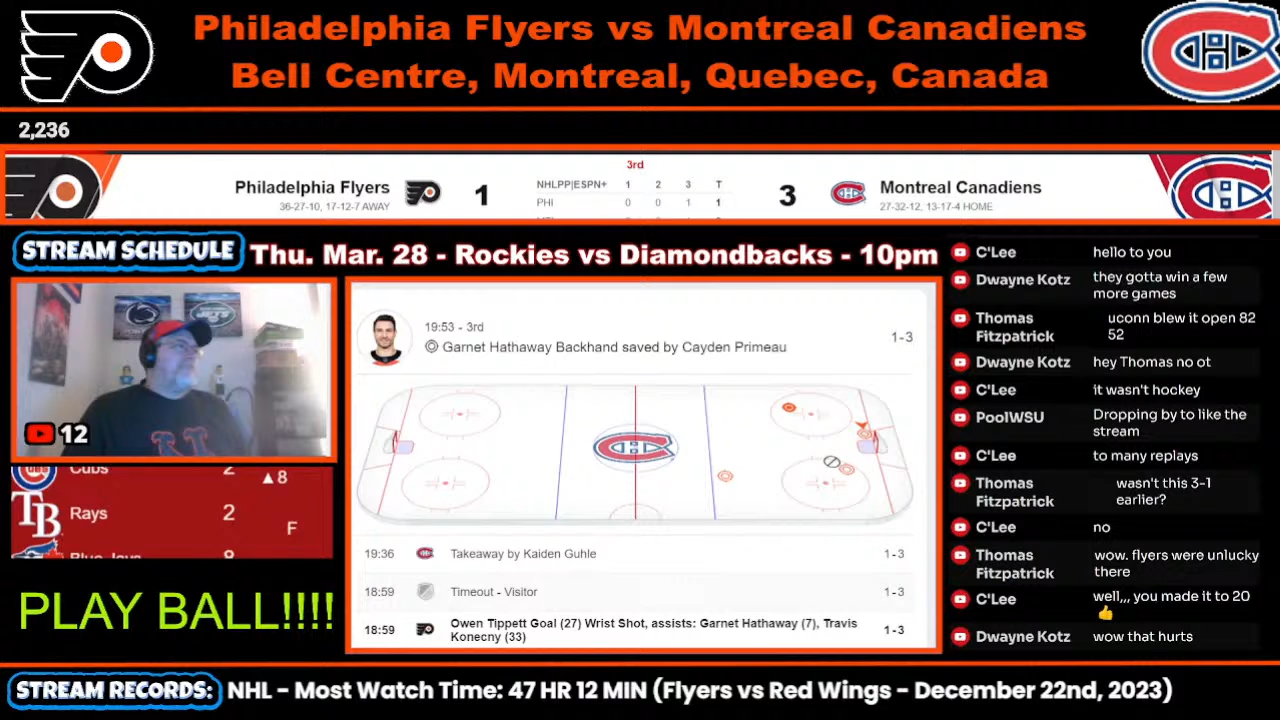 Philadelphia Flyers vs Montreal Canadiens
Bell Centre, Montreal, Quebec, Canada
2,236
3rd
Philadelphia Flyers
36-27-10, 17-12-7 AWAY
1
NHLPP|ESPN+ 1 2 3 T
PHI 0 0 1 1
3
Montreal Canadiens
27-32-12, 13-17-4 HOME
STREAM SCHEDULE
Thu. Mar. 28 - Rockies vs Diamondbacks - 10pm
JETS
12
Cubs 2
▲8
TB Rays 2
F
Blue Jays 8
PLAY BALL!!!!
19:53 - 3rd
Garnet Hathaway Backhand saved by Cayden Primeau
1-3
19:36 Takeaway by Kaiden Guhle 1-3
18:59 Timeout - Visitor 1-3
18:59 Owen Tippett Goal (27) Wrist Shot, assists: Garnet Hathaway (7), Travis
Konecny (33)
1-3
C'Lee hello to you
Dwayne Kotz they gotta win a few
more games
Thomas uconn blew it open 82
Fitzpatrick 52
Dwayne Kotz hey Thomas no ot
C'Lee it wasn't hockey
PoolWSU Dropping by to like the
stream
C'Lee to many replays
Thomas wasn't this 3-1
Fitzpatrick earlier?
C'Lee no
Thomas wow. flyers were unlucky
Fitzpatrick there
C'Lee well,,, you made it to 20
👍
Dwayne Kotz wow that hurts
STREAM RECORDS:
NHL - Most Watch Time: 47 HR 12 MIN (Flyers vs Red Wings - December 22nd, 2023)